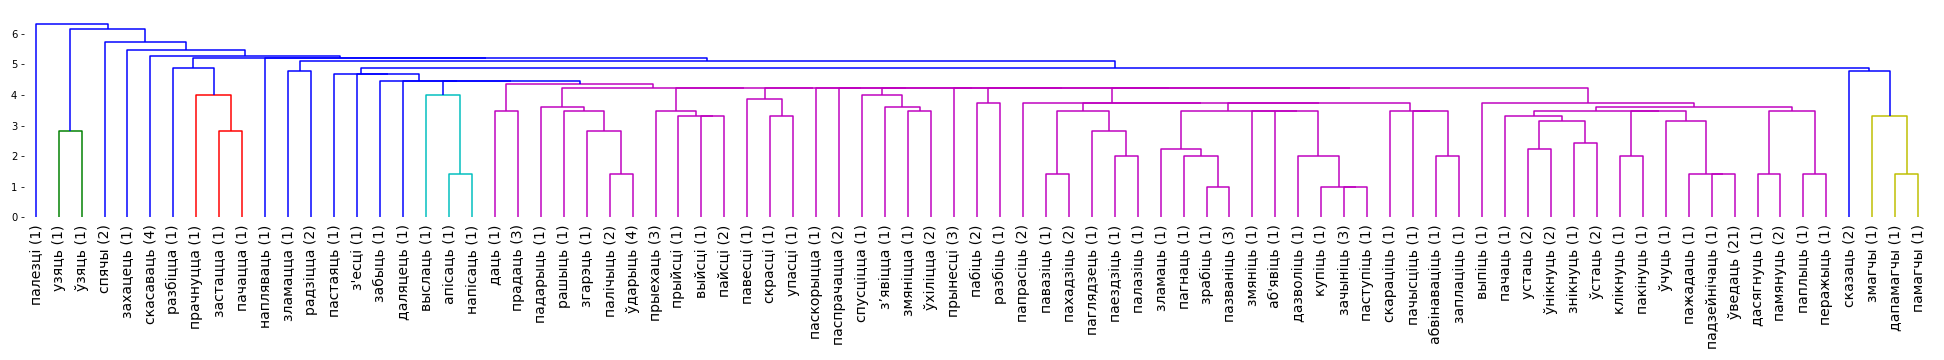 6
5
4
3
2
1
0
палезці (1)
узяць (1)
ўзяць (1)
спярэці (2)
захацець (1)
скасаваць (4)
разбіцца (1)
прачнуцца (1)
застацца (1)
пачацца (1)
напляваць (1)
зламацца (1)
радзіцца (2)
пастаяць (1)
з'есці (1)
забыць (1)
даляцець (1)
выслаць (1)
апісаць (1)
напісаць (1)
даць (1)
прадаць (3)
падарыць (1)
рашыць (1)
згарэць (1)
палічыць (2)
ўдарыць (4)
прыехаць (3)
прыйсці (1)
выйсці (1)
пайсці (2)
павесці (1)
скрасці (1)
упасці (1)
паскорыцца (1)
паспрачацца (2)
спусціцца (1)
з’явіцца (1)
змяніцца (1)
ўхіліцца (2)
прынесці (3)
пабіць (2)
разбіць (1)
папрасіць (2)
павазіць (1)
пахадзіць (2)
паглядзець (1)
паездзіць (1)
палазіць (1)
зламаць (1)
пагнаць (1)
зрабіць (1)
пазваніць (3)
змяніць (1)
аб’явіць (1)
дазволіць (1)
купіць (1)
зачыніць (3)
паступіць (1)
скараціць (1)
пачысціць (1)
абвінаваціць (1)
заплаціць (1)
выпіць (1)
пачаць (1)
устаць (2)
ўнікнуць (2)
знікнуць (1)
ўстаць (2)
клікнуць (1)
пакінуць (1)
ўчуць (1)
пажадаць (1)
падзейнічаць (1)
ўведаць (21)
дасягнуць (1)
памянуць (2)
паплыць (1)
перажыць (1)
сказаць (2)
змагчы (1)
дапамагчы (1)
памагчы (1)